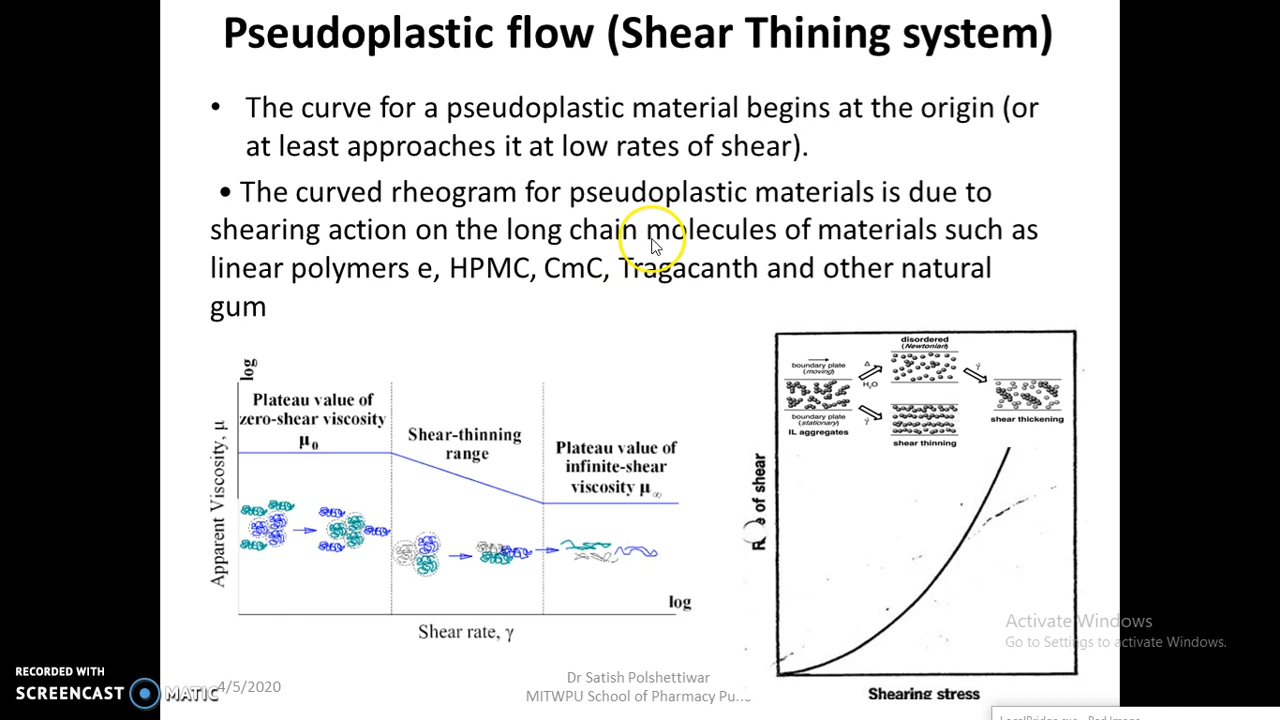 Pseudoplastic flow (Shear Thining system)
• The curve for a pseudoplastic material begins at the origin (or
at least approaches it at low rates of shear).
• The curved rheogram for pseudoplastic materials is due to
shearing action on the long chain molecules of materials such as
linear polymers e, HPMC, CmC, Tragacanth and other natural
gum
log
Apparent Viscosity, μ
Plateau value of
zero-shear viscosity
μ0
Shear-thinning
range
Plateau value of
infinite-shear
viscosity μ∞
log
Shear rate, γ
boundary plate
(moving)
boundary plate
(stationary)
IL aggregates
Δ
H2O
γ̇
disordered
(Newtonian)
shear thinning
γ̇
shear thickening
of shear
Shearing stress
Activate Windows
Go to Settings to activate Windows.
RECORDED WITH
SCREENCAST MATIC
4/5/2020
Dr Satish Polshettiwar
MITWPU School of Pharmacy